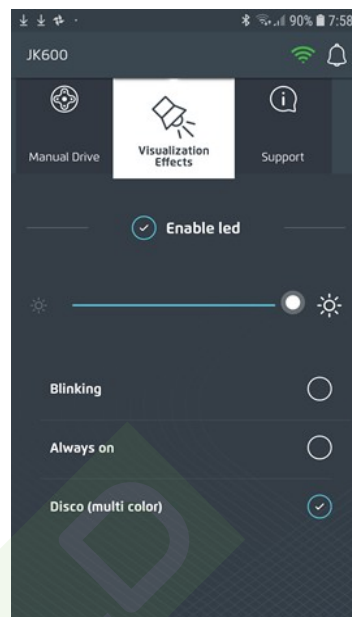 90% 7:58
JK600
Manual Drive
Visualization
Effects
Support
Enable led
Blinking
Always on
Disco (multi color)